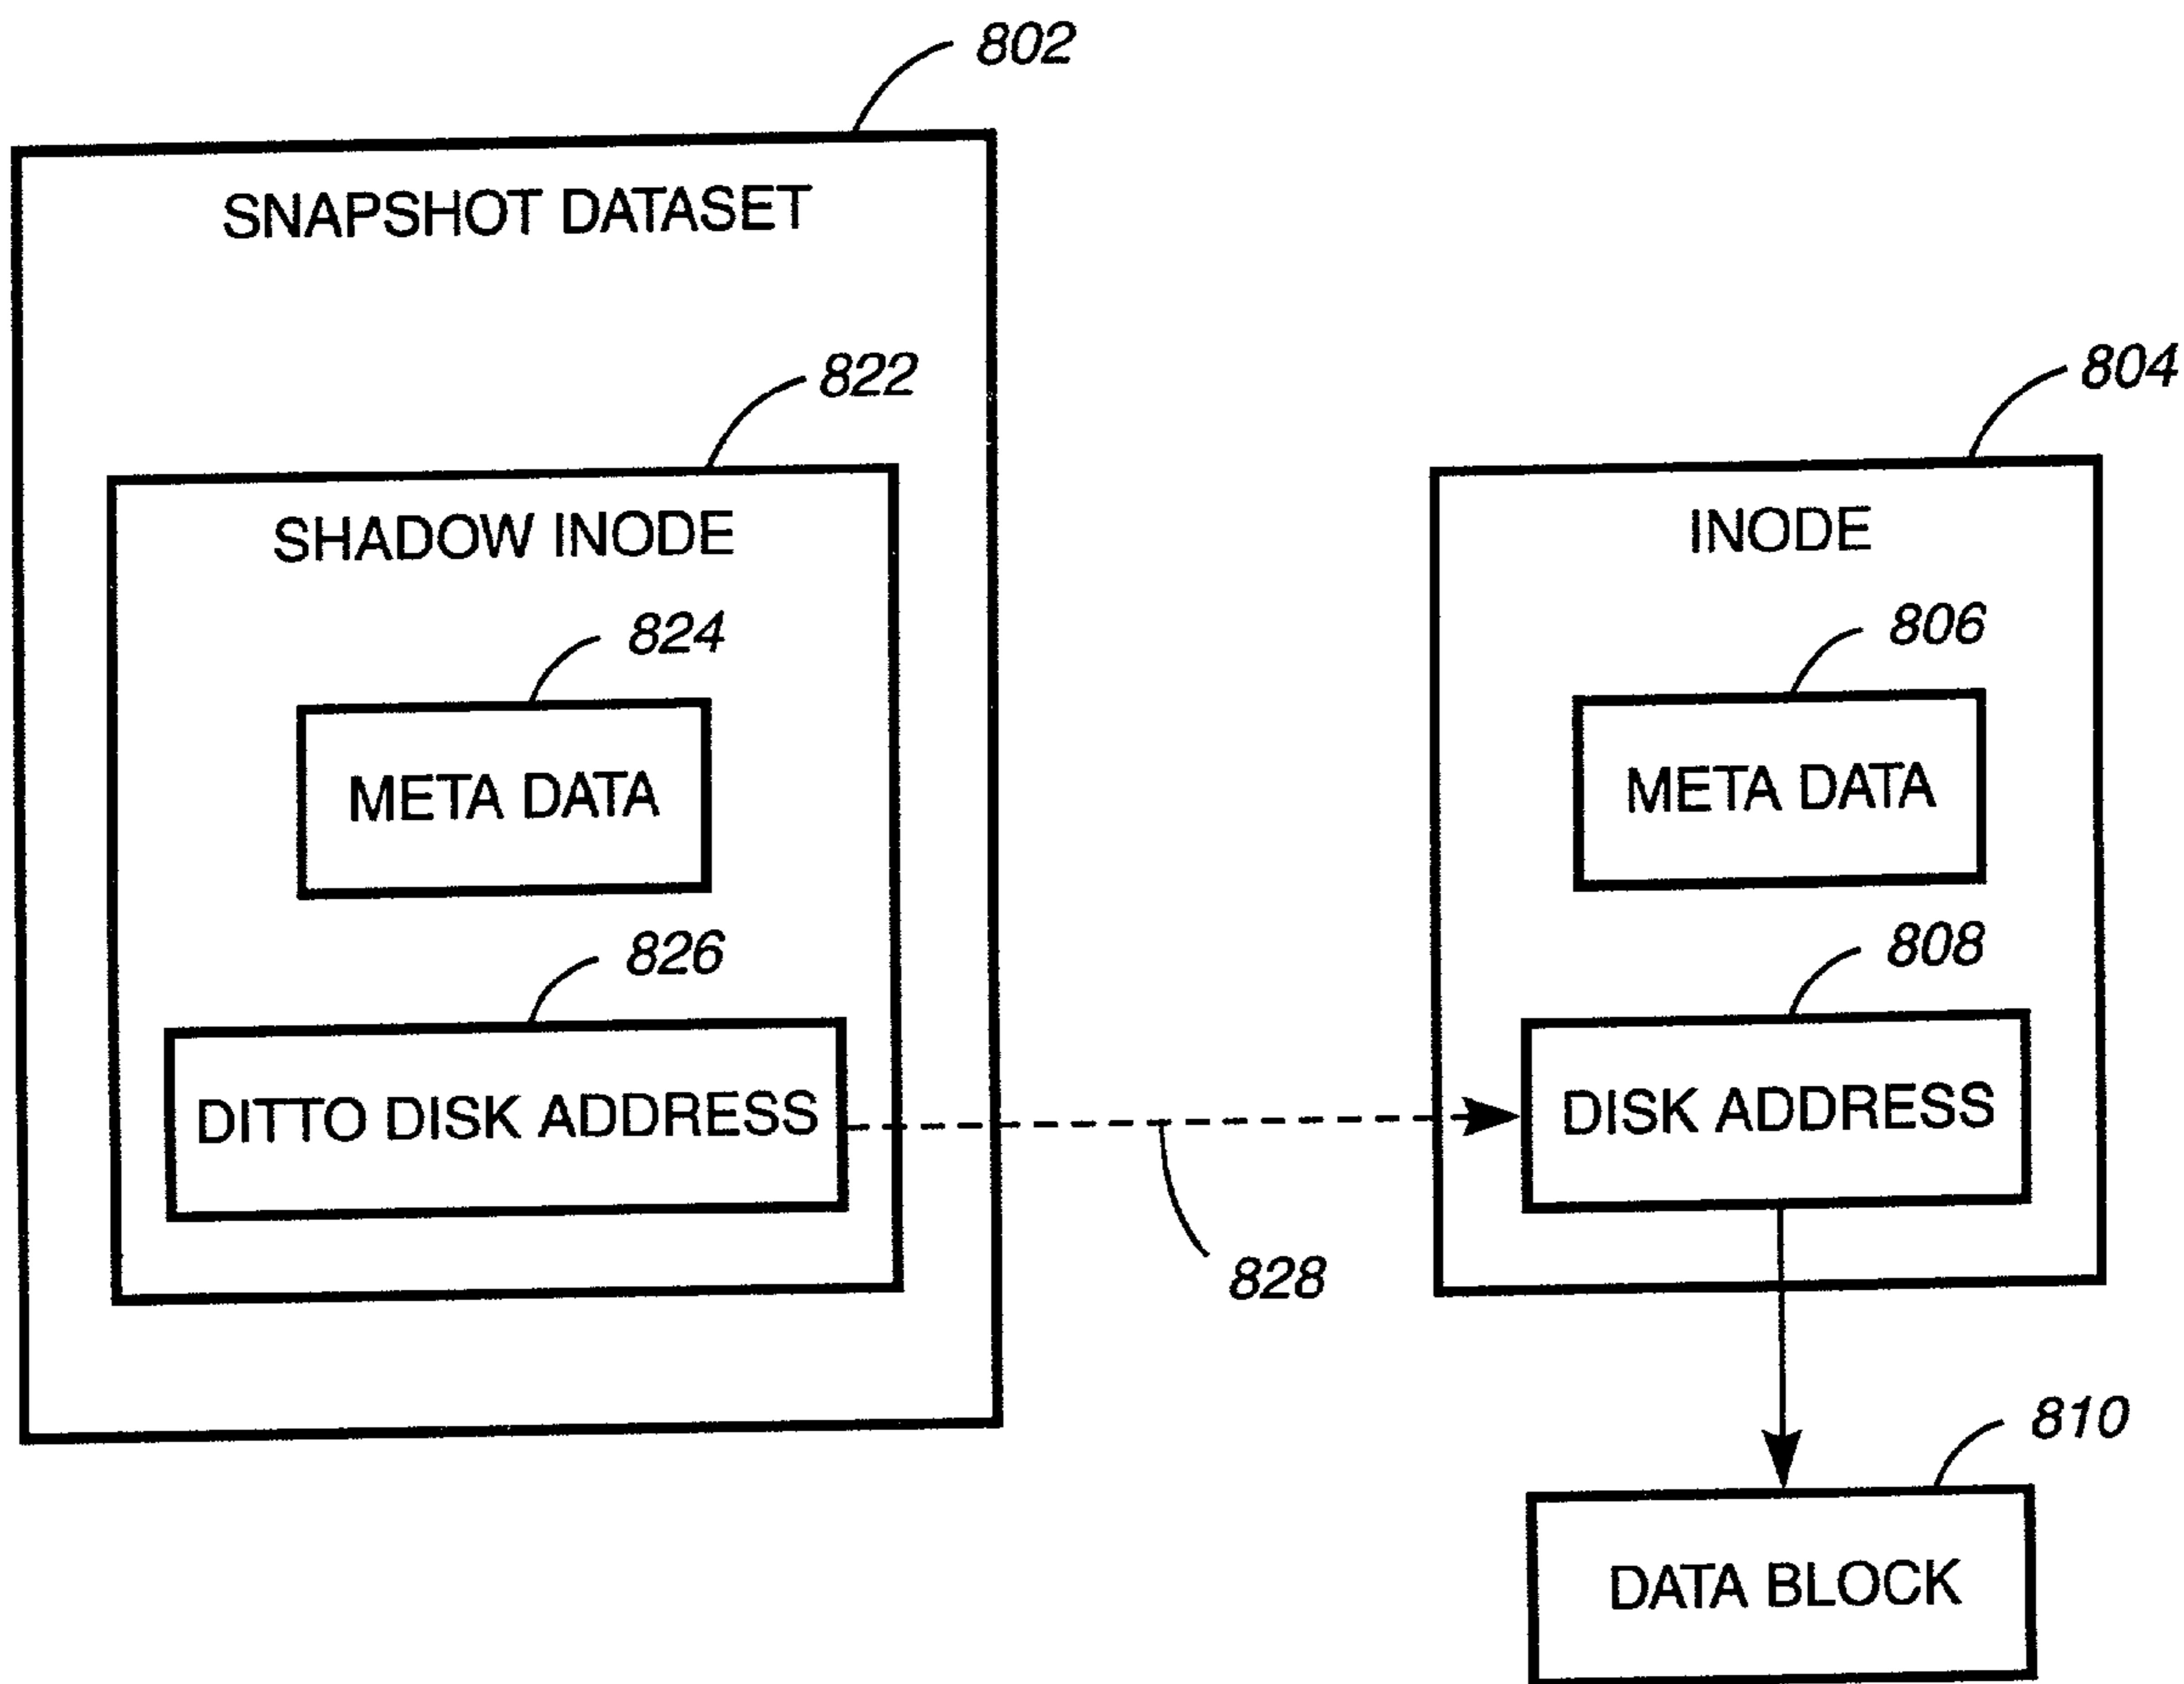 802
SNAPSHOT DATASET
822
804
SHADOW INODE
INODE
824
806
META DATA
META DATA
826
808
DITTO DISK ADDRESS
DISK ADDRESS
828
810
DATA BLOCK